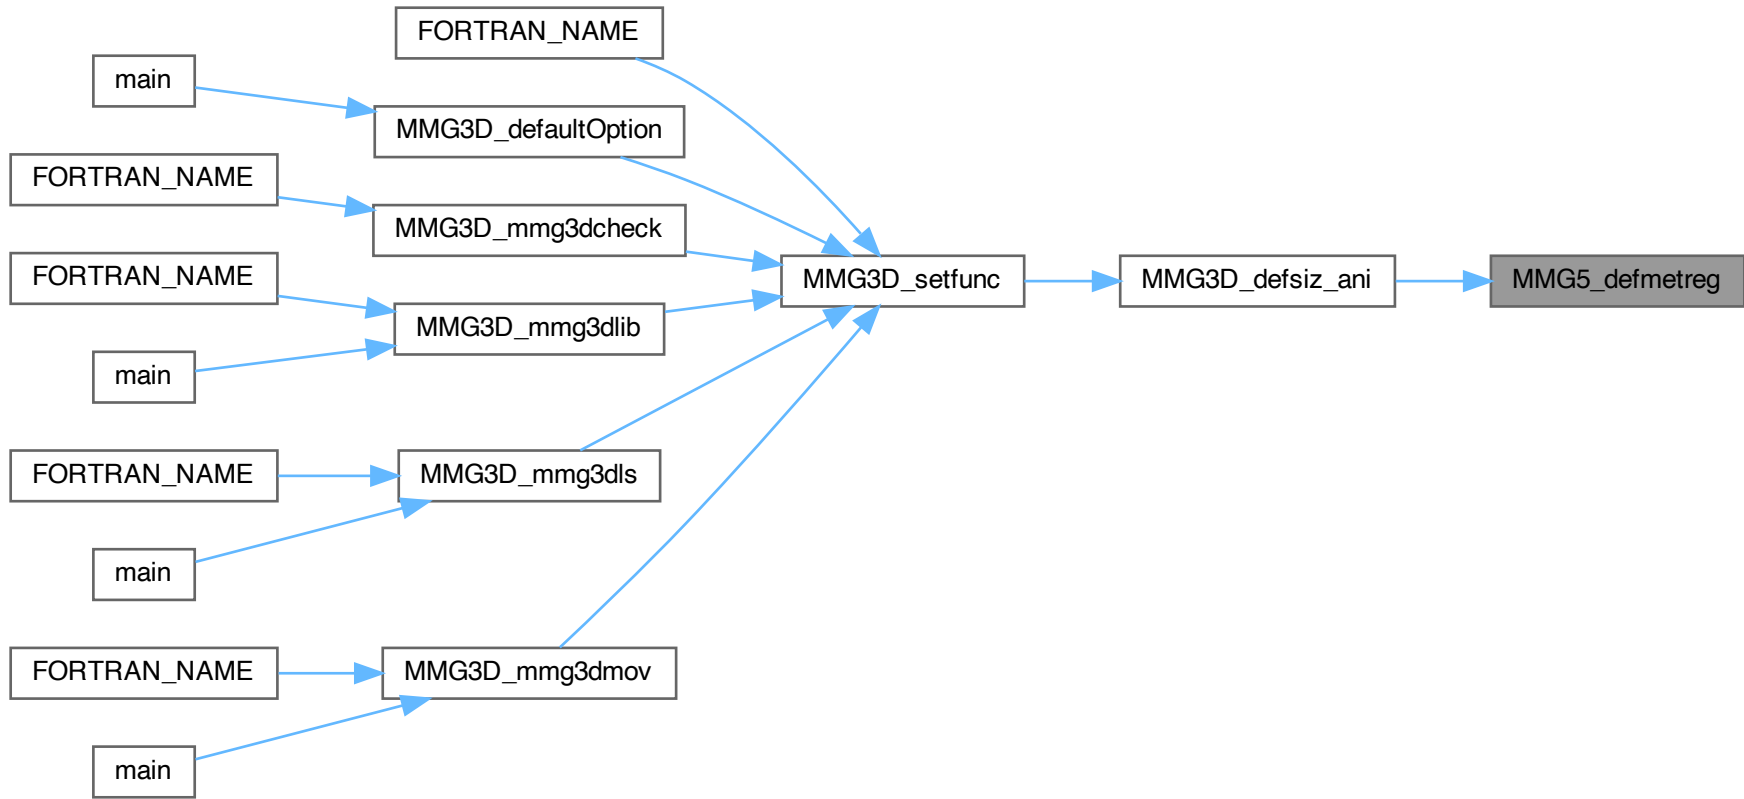 FORTRAN_NAME
main
MMG3D_defaultOption
FORTRAN_NAME
MMG3D_mmg3dcheck
FORTRAN_NAME
MMG3D_setfunc
MMG3D_defsiz_ani
MMG5_defmetreg
MMG3D_mmg3dlib
main
FORTRAN_NAME
MMG3D_mmg3dls
main
FORTRAN_NAME
MMG3D_mmg3dmov
main